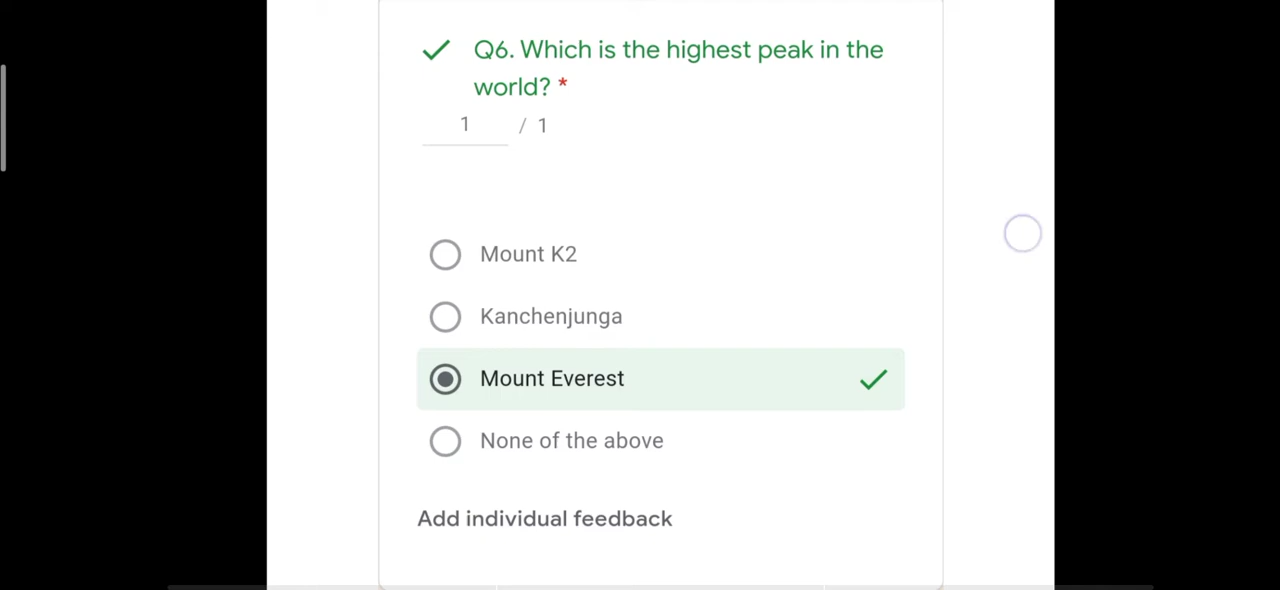 Q6. Which is the highest peak in the
world? *
1 / 1
Mount K2
Kanchenjunga
Mount Everest
None of the above
Add individual feedback